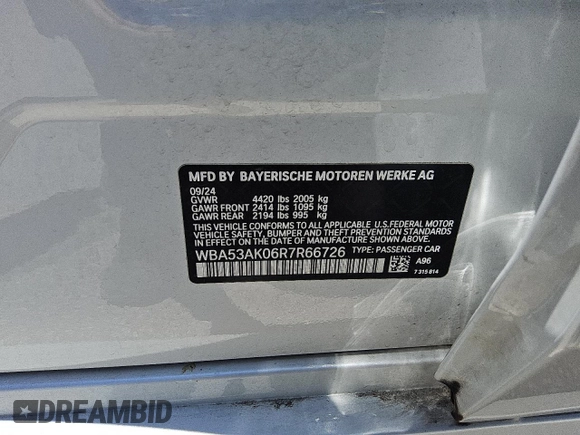 MFD BY BAYERISCHE MOTOREN WERKE AG
09/24
GVWR 4420 lbs 2005 kg
GAWR FRONT 2414 lbs 1095 kg
GAWR REAR 2194 lbs 995 kg
THIS VEHICLE CONFORMS TO ALL APPLICABLE U.S.FEDERAL MOTOR
VEHICLE SAFETY, BUMPER AND THEFT PREVENTION STANDARDS
IN EFFECT ON THE DATE OF MANUFACTURE SHOWN ABOVE.
WBA53AK06R7R66726 TYPE: PASSENGER CAR
A96
7 315 814
DREAMBID